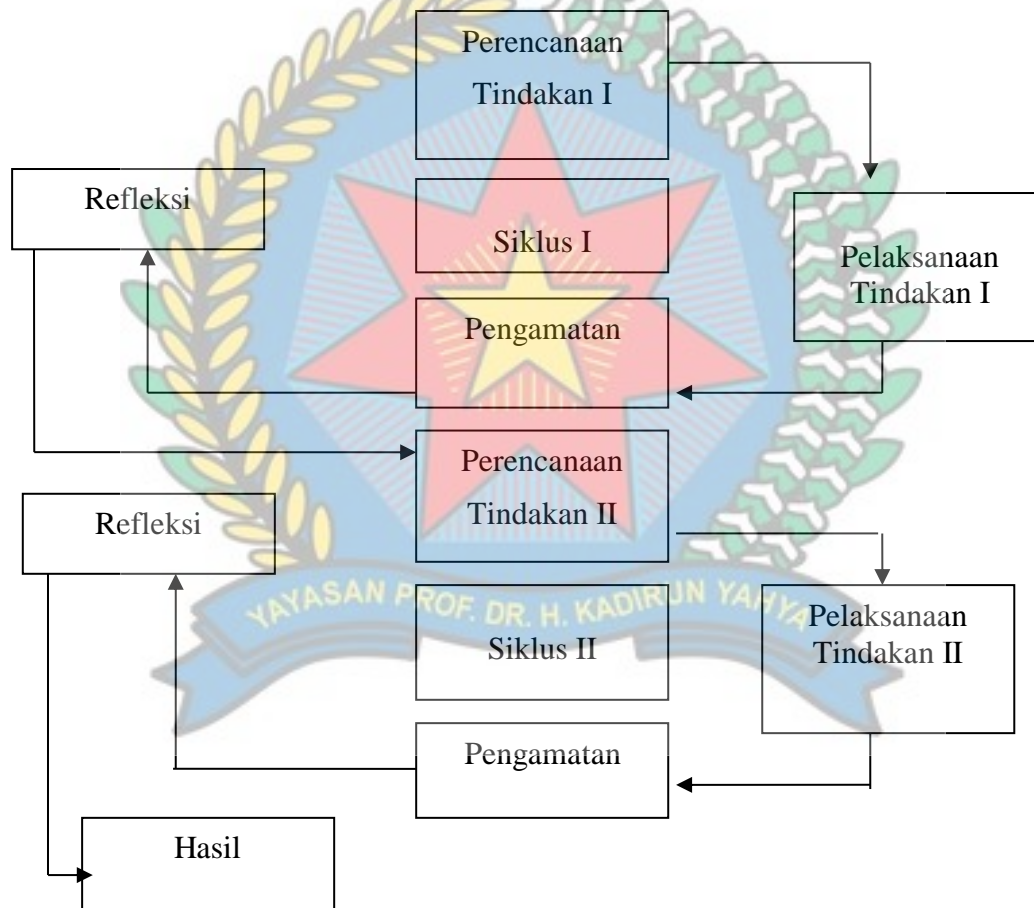 Perencanaan
Tindakan I
Refleksi
Siklus I
Pelaksanaan
Tindakan I
Pengamatan
Perencanaan
Tindakan II
Refleksi
YAYASAN PROF. DR. H. KADIRUN YAHYA
Pelaksanaan
Tindakan II
Siklus II
Pengamatan
Hasil